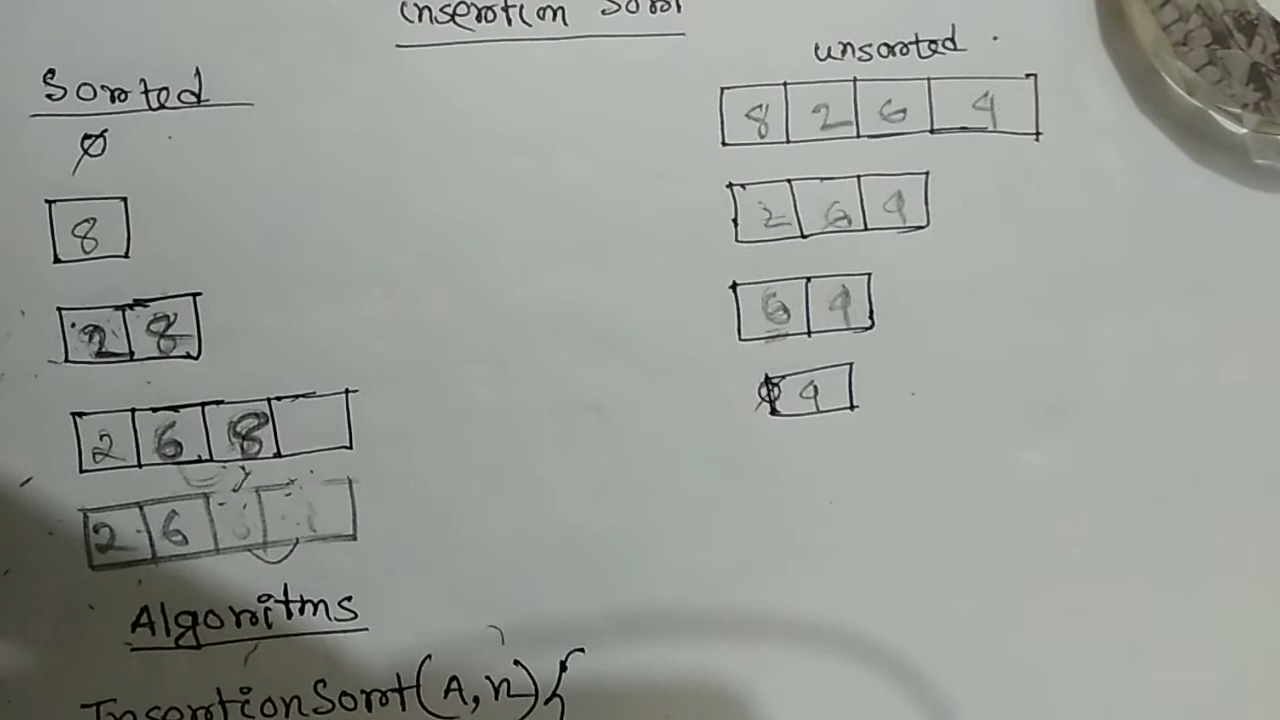 Insertion Sort
Sorted
unsorted
ø
8 2 6 4
8
2 6 4
2 8
6 4
2 6 8
ø 4
2 6
Algoritms
InsertionSort(A,n){